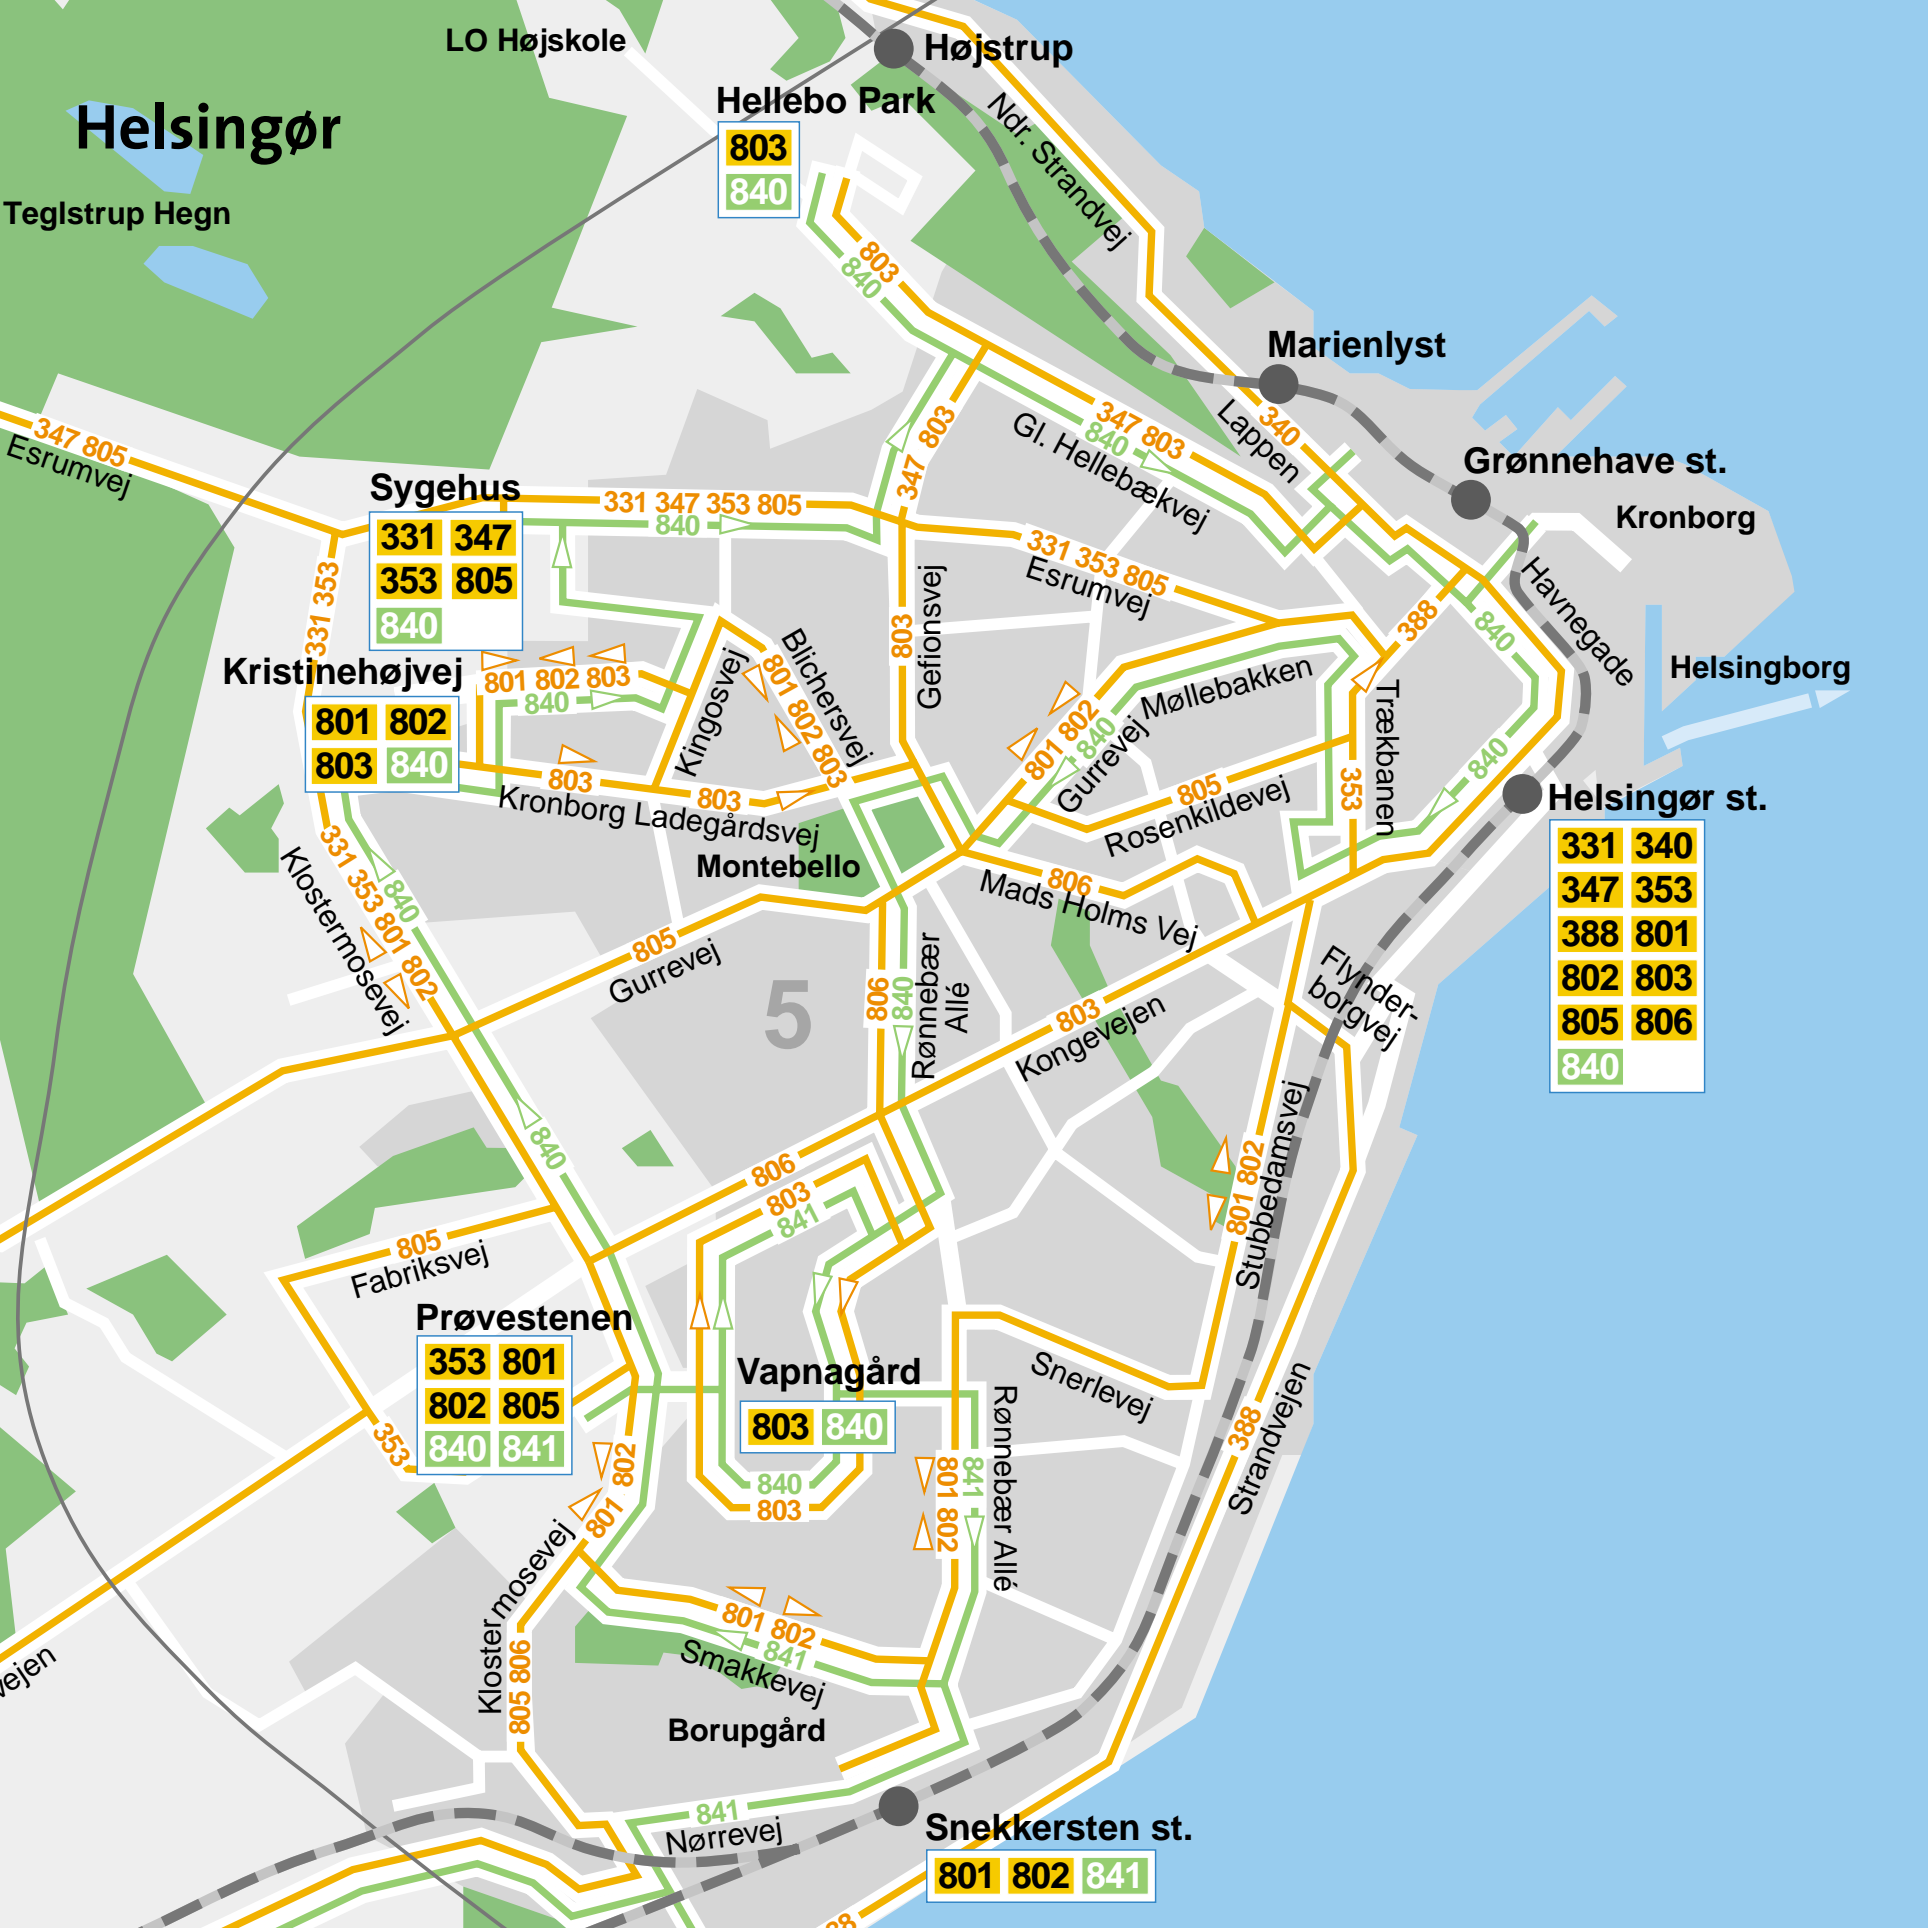 LO Højskole
Højstrup
Helsingør
Hellebo Park
803
840
Ndr. Strandvej
Teglstrup Hegn
803
840
Marienlyst
347 805
Esrumvej
347 803
347 803
840
Gl. Hellebækvej
Lappen
340
Grønnehave st.
Kronborg
Sygehus
331 347
353 805
840
331 347 353 805
840
331 353 805
Esrumvej
331 353
803
Gefionsvej
388
840
Havnegade
Helsingborg
Kristinehøjvej
801 802
803 840
801 802 803
840
Kingosvej
Blichersvej
801 802 803
Møllebakken
801 802
840
Gurrevej
Trækbanen
353
840
803
803
Kronborg Ladegårdsvej
805
Rosenkildevej
Helsingør st.
331 340
347 353
388 801
802 803
805 806
840
331 353 801 802
840
Klostermosevej
Montebello
806
Mads Holms Vej
805
Gurrevej
5
806
840
Rønnebær
Allé
803
Kongevejen
Flynder-
borgvej
840
806
803
841
801 802
Stubbedamsvej
805
Fabriksvej
Prøvestenen
353 801
802 805
840 841
353
Vapnagård
803 840
840
803
Snerlevej
801 802
841
Rønnebær Allé
388
Strandvejen
801 802
Klostermosevej
801 802
841
Smakkevej
805 806
vejen
Borupgård
841
Nørrevej
Snekkersten st.
801 802 841